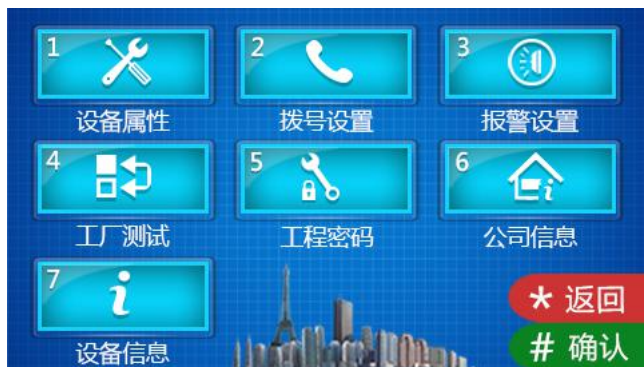 1
2
3
设备属性
拨号设置
报警设置
4
5
6
工厂测试
工程密码
公司信息
7
* 返回
设备信息
# 确认